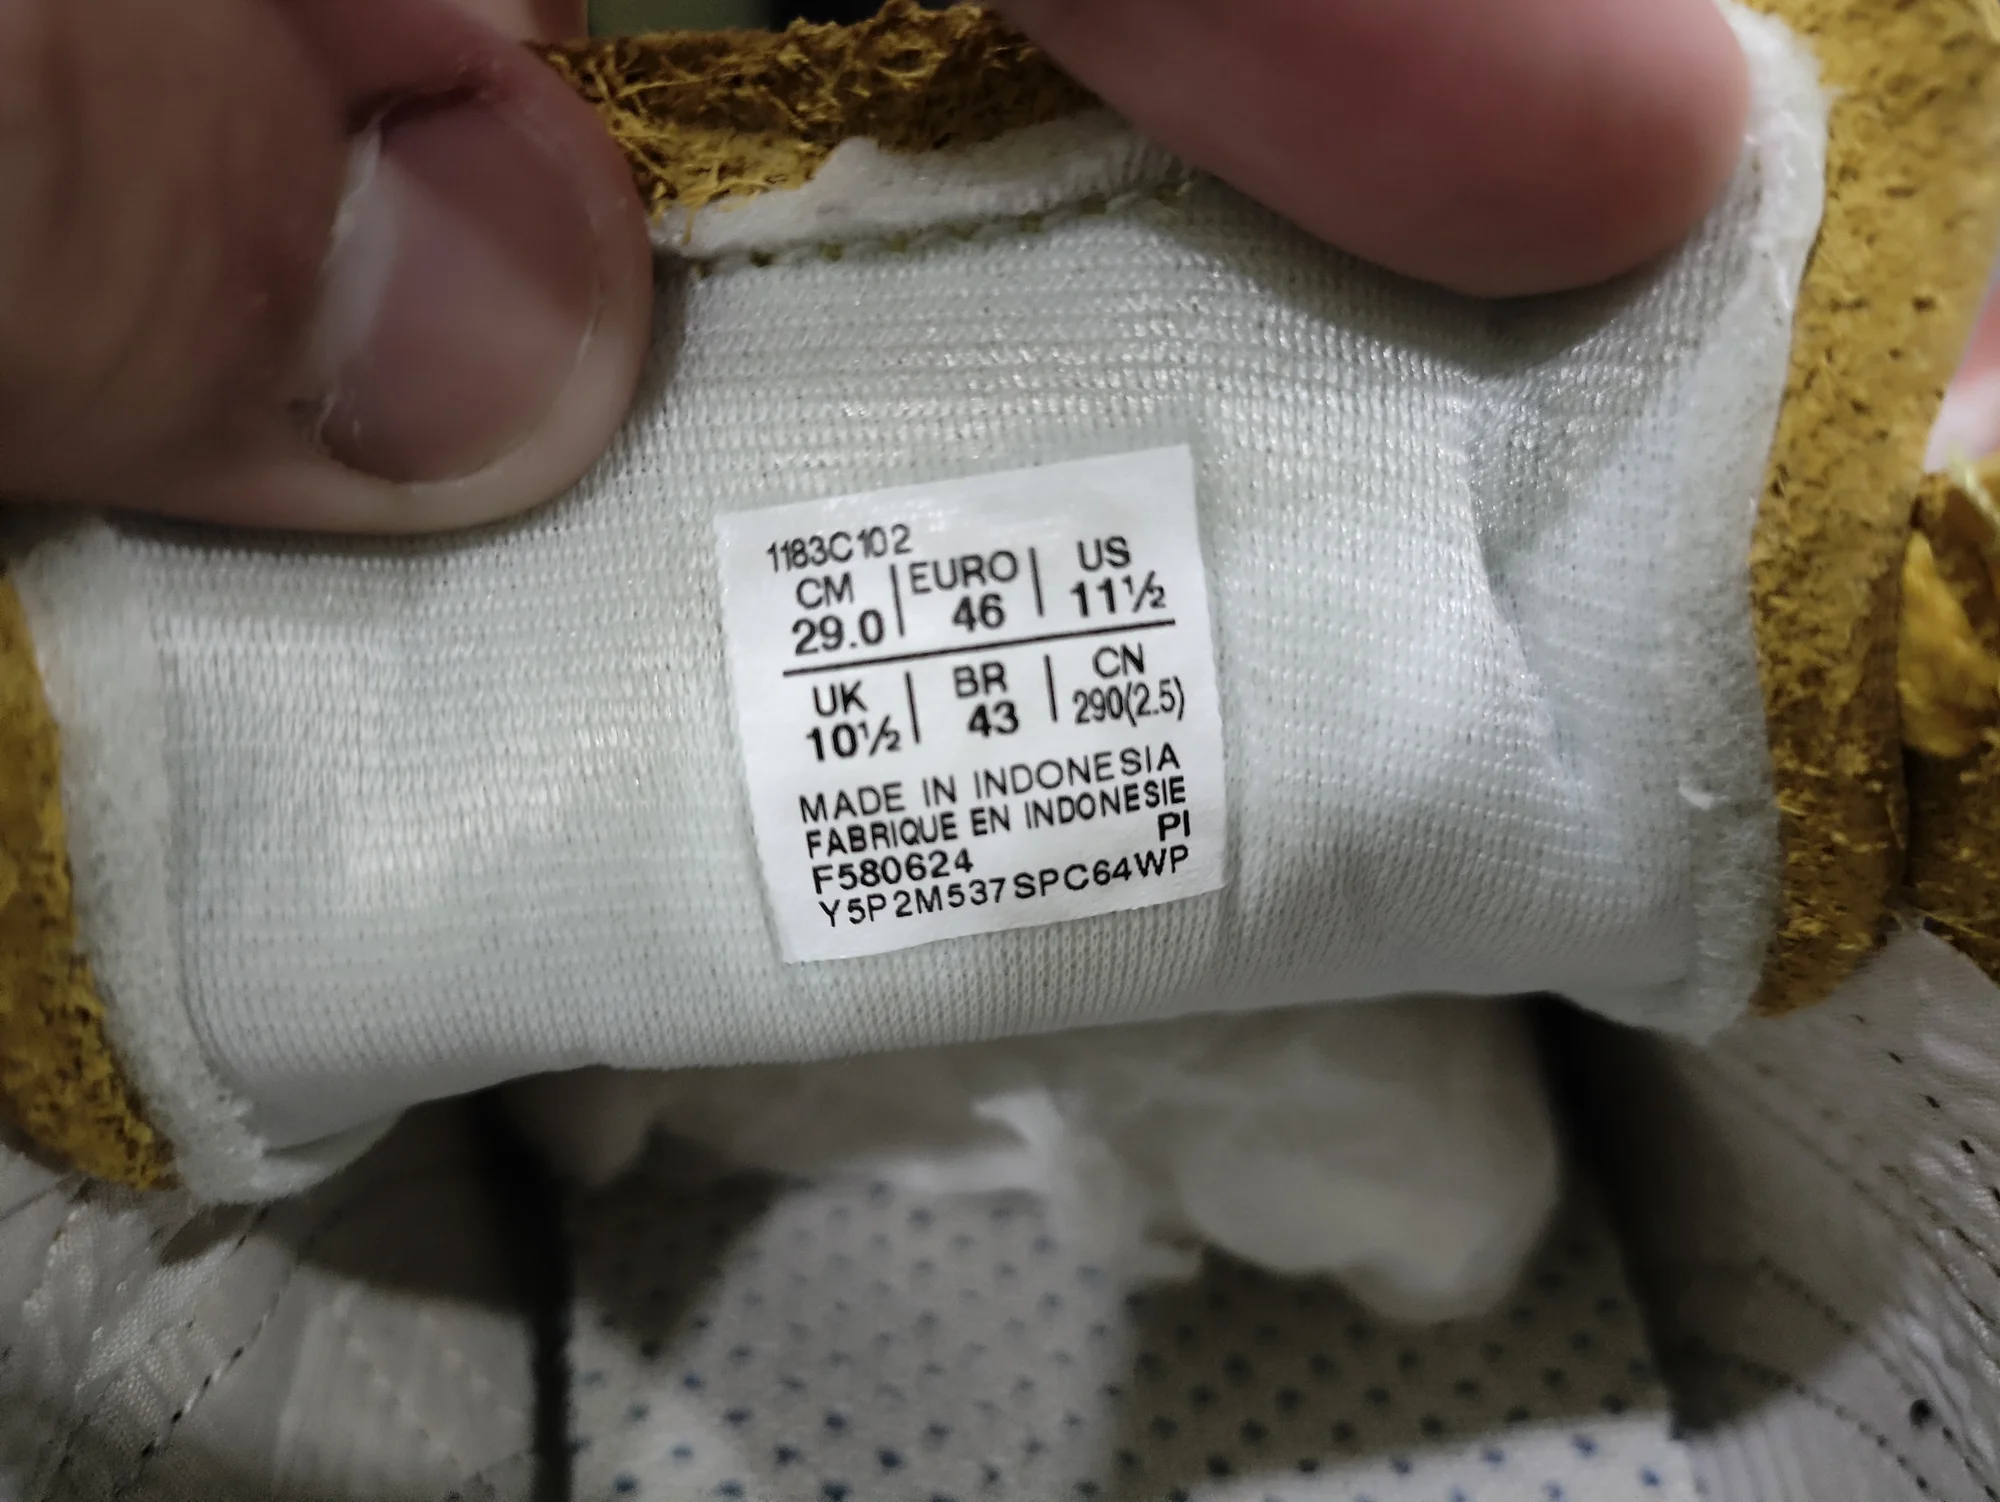 1183C102
CM | EURO | US
29.0 | 46 | 11½
UK | BR | CN
10½ | 43 | 290(2.5)
MADE IN INDONESIA
FABRIQUE EN INDONESIE
PI
F580624
Y5P2M537SPC64WP